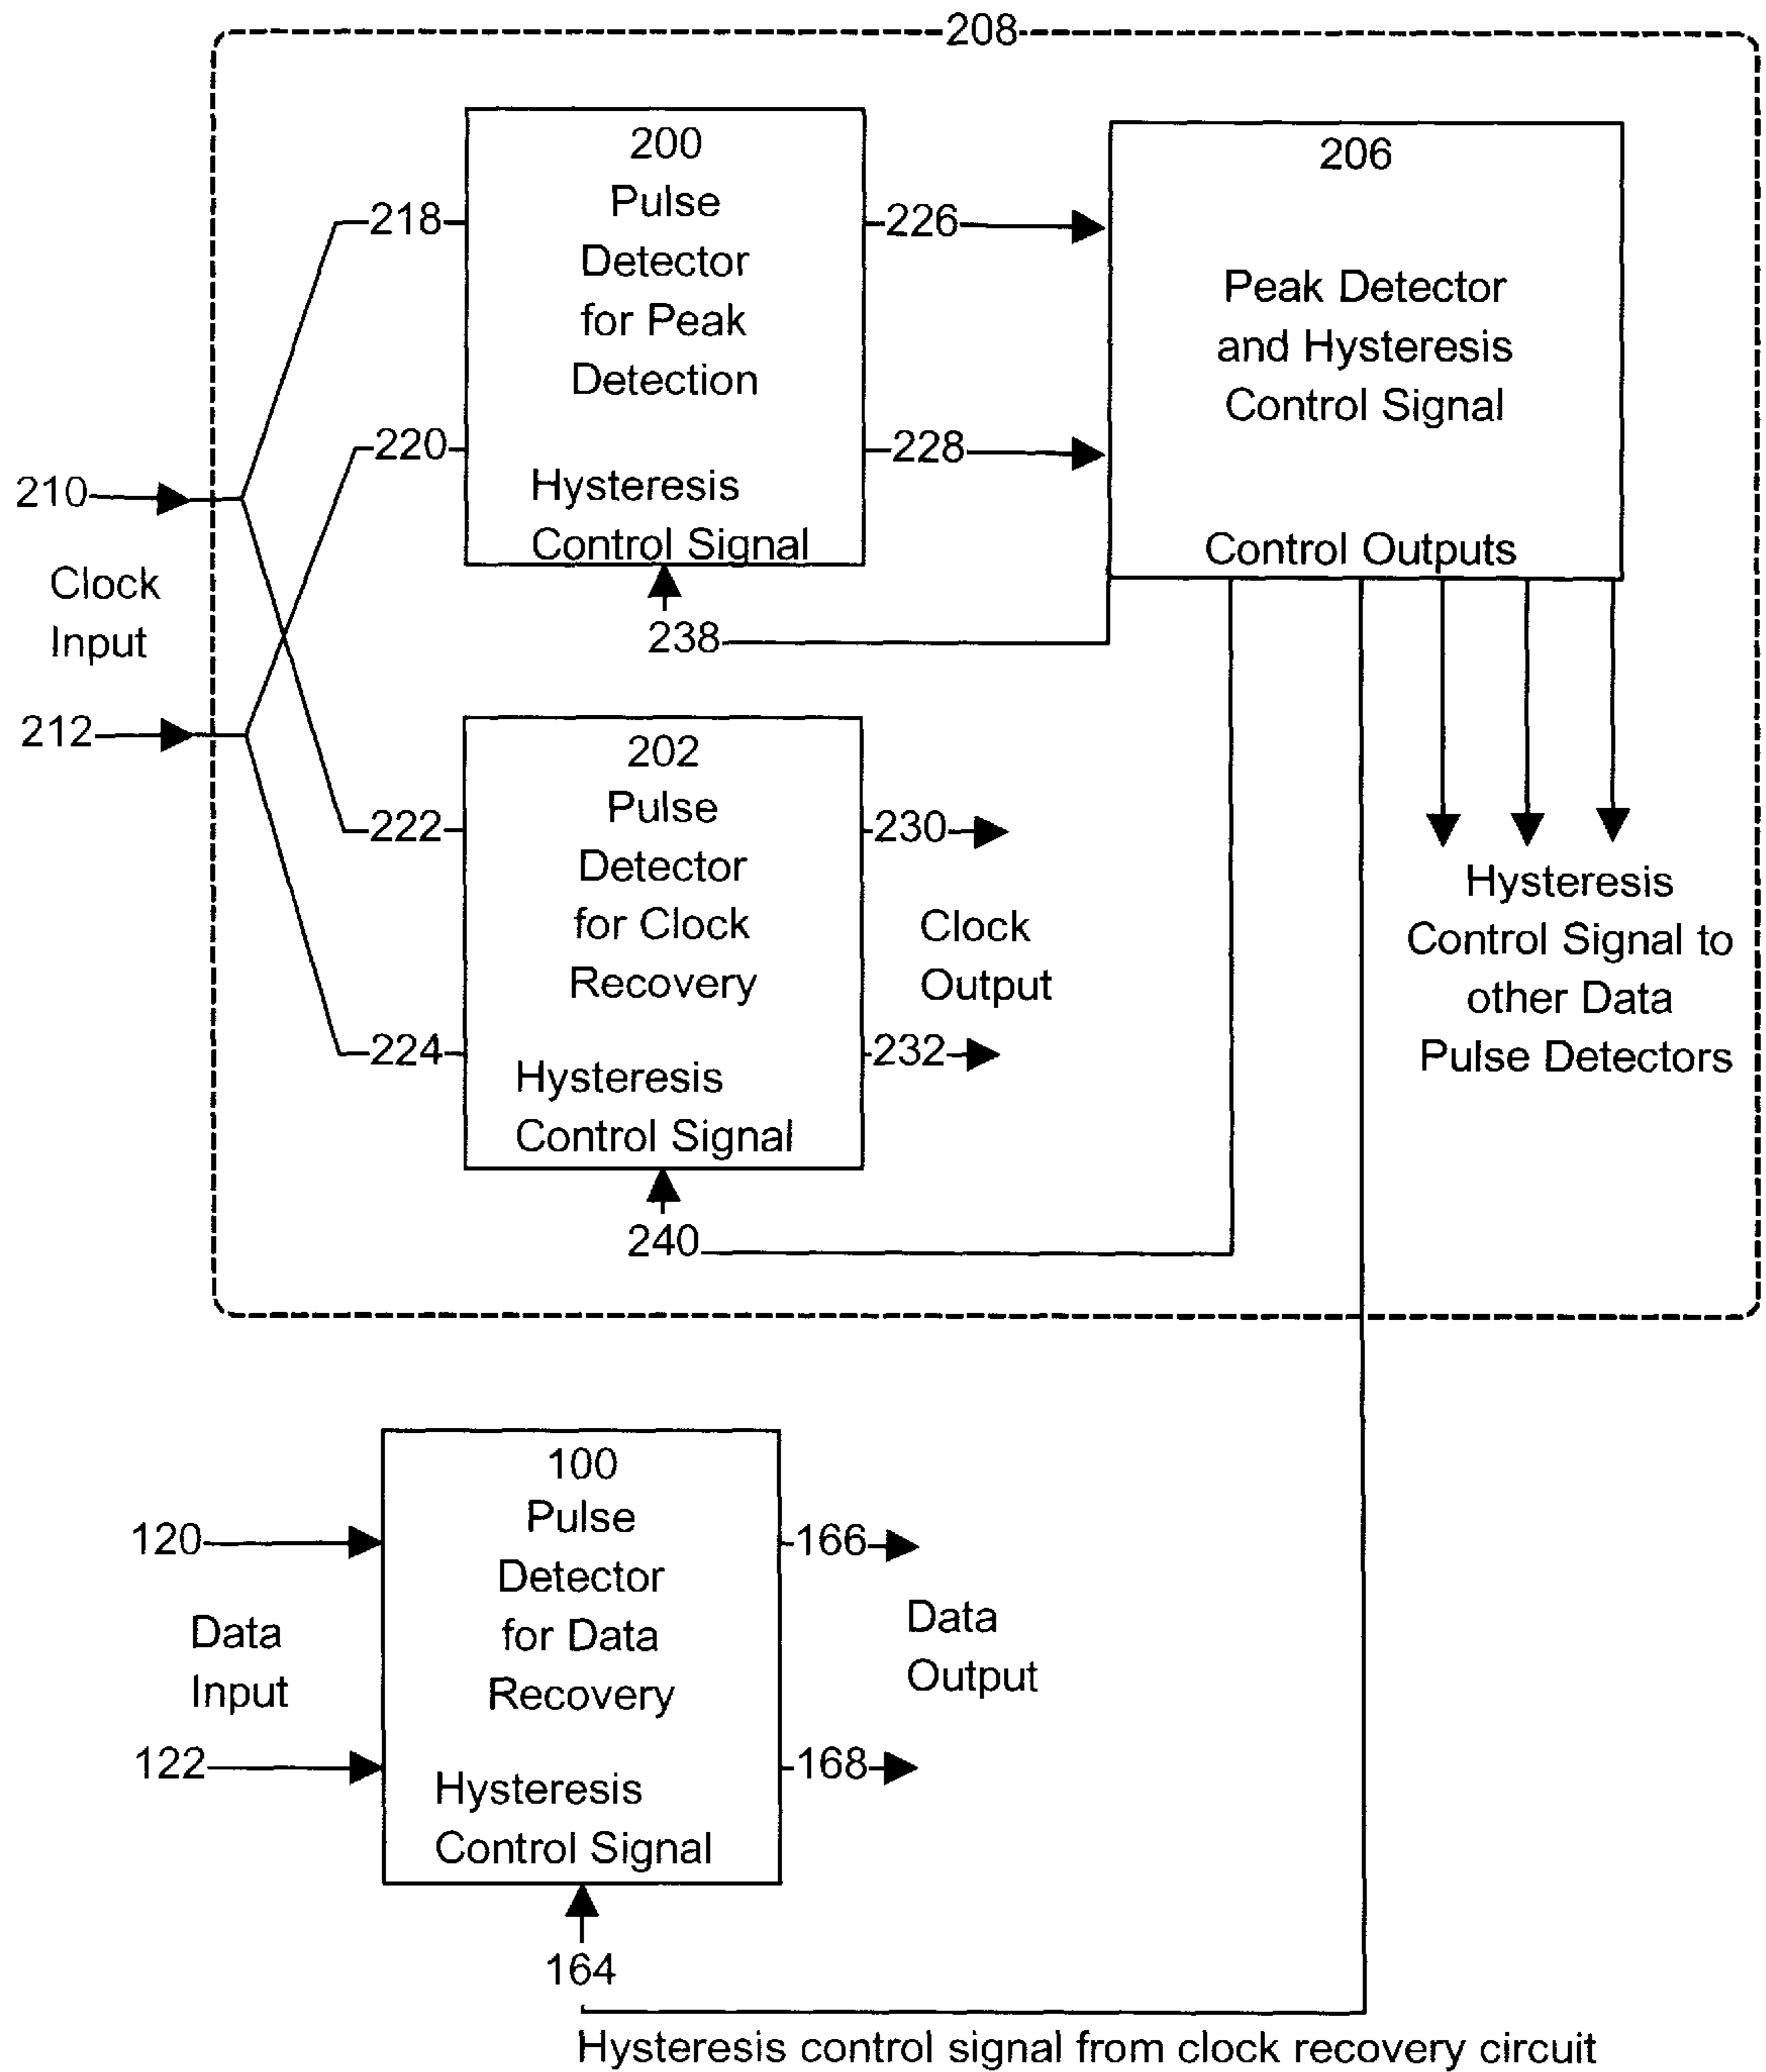 208
200
Pulse
Detector
for Peak
Detection
Hysteresis
Control Signal
218
220
226
228
206
Peak Detector
and Hysteresis
Control Signal
Control Outputs
210
Clock
Input
212
238
202
Pulse
Detector
for Clock
Recovery
Hysteresis
Control Signal
222
224
230
Clock
Output
232
Hysteresis
Control Signal to
other Data
Pulse Detectors
240
100
Pulse
Detector
for Data
Recovery
Hysteresis
Control Signal
120
Data
Input
122
166
Data
Output
168
164
Hysteresis control signal from clock recovery circuit